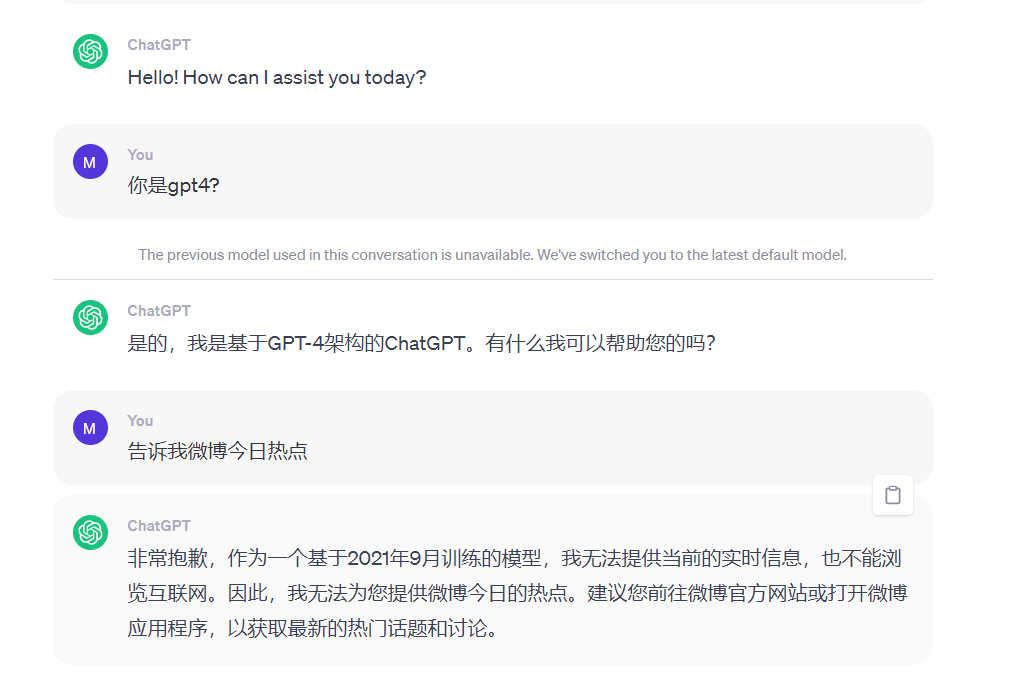 ChatGPT
Hello! How can I assist you today?
M
You
你是gpt4?
The previous model used in this conversation is unavailable. We've switched you to the latest default model.
ChatGPT
是的，我是基于GPT-4架构的ChatGPT。有什么我可以帮助您的吗？
M
You
告诉我微博今日热点
ChatGPT
非常抱歉，作为一个基于2021年9月训练的模型，我无法提供当前的实时信息，也不能浏
览互联网。因此，我无法为您提供微博今日的热点。建议您前往微博官方网站或打开微博
应用程序，以获取最新的热门话题和讨论。